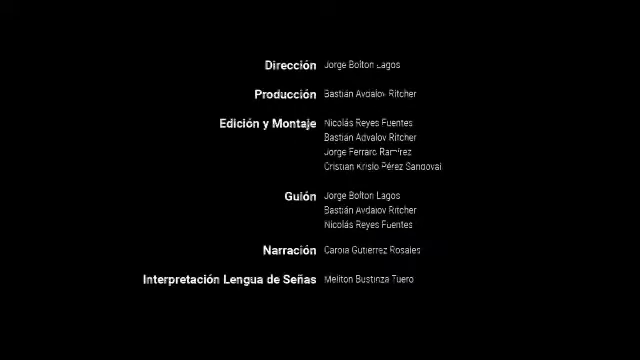 Dirección Jorge Bolton Lagos
Producción Bastián Avdalov Ritcher
Edición y Montaje Nicolás Reyes Fuentes
Bastián Advalov Ritcher
Jorge Ferraro Ramírez
Cristian Kristo Pérez Sandoval
Guión Jorge Bolton Lagos
Bastián Avdalov Ritcher
Nicolás Reyes Fuentes
Narración Carola Gutierrez Rosales
Interpretación Lengua de Señas Meliton Bustinza Tuero